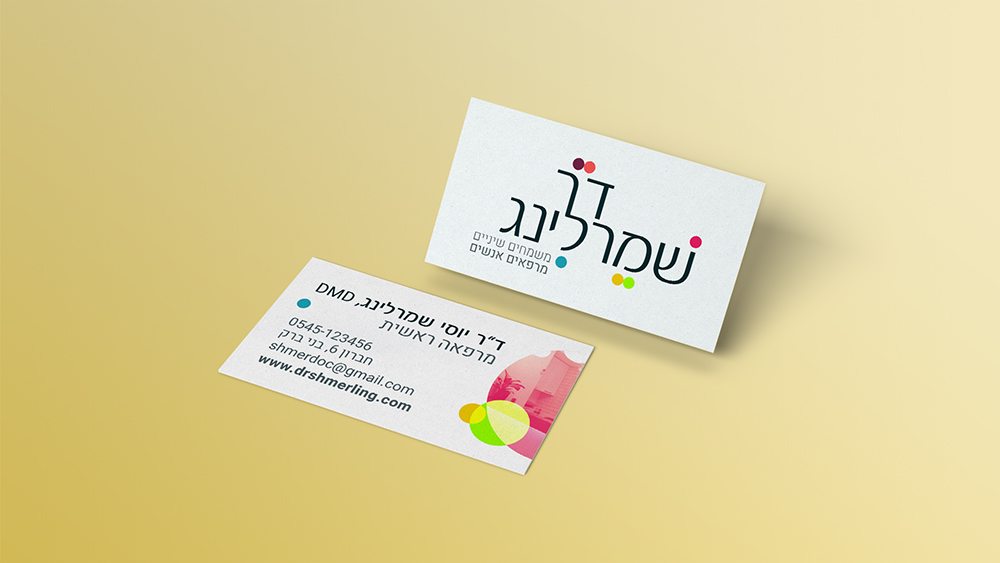 ד״ר
שמרלינג
משמחים שיניים
מרפאים אנשים
ד״ר יוסי שמרלינג, DMD
מרפאה ראשית
0545-123456
חברון 6, בני ברק
shmerdoc@gmail.com
www.drshmerling.com